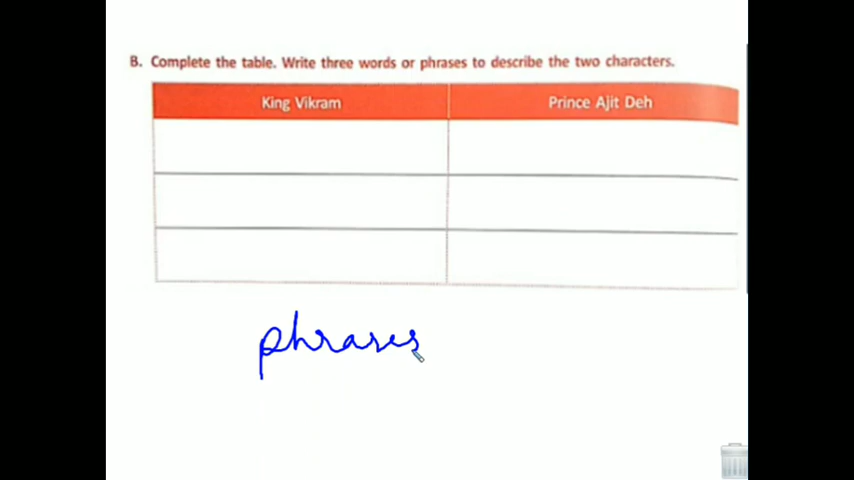 B. Complete the table. Write three words or phrases to describe the two characters.
King Vikram Prince Ajit Deh
phrases